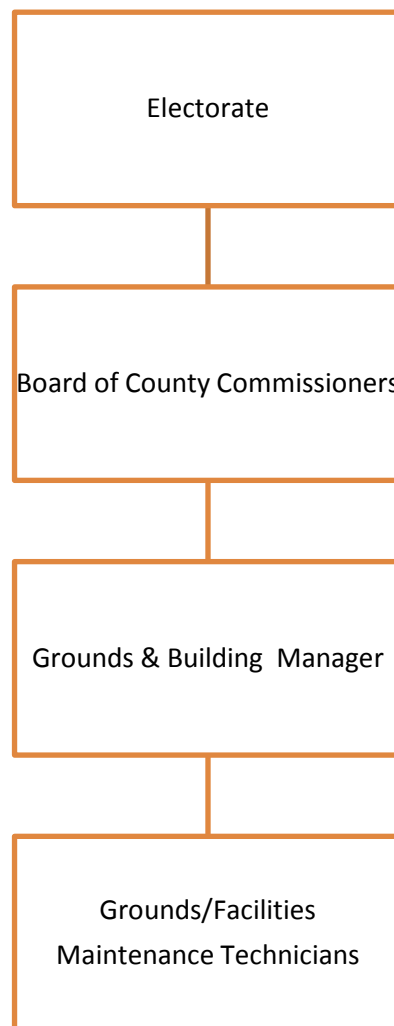 Electorate
Board of County Commissioners
Grounds & Building  Manager
Grounds/Facilities
Maintenance Technicians